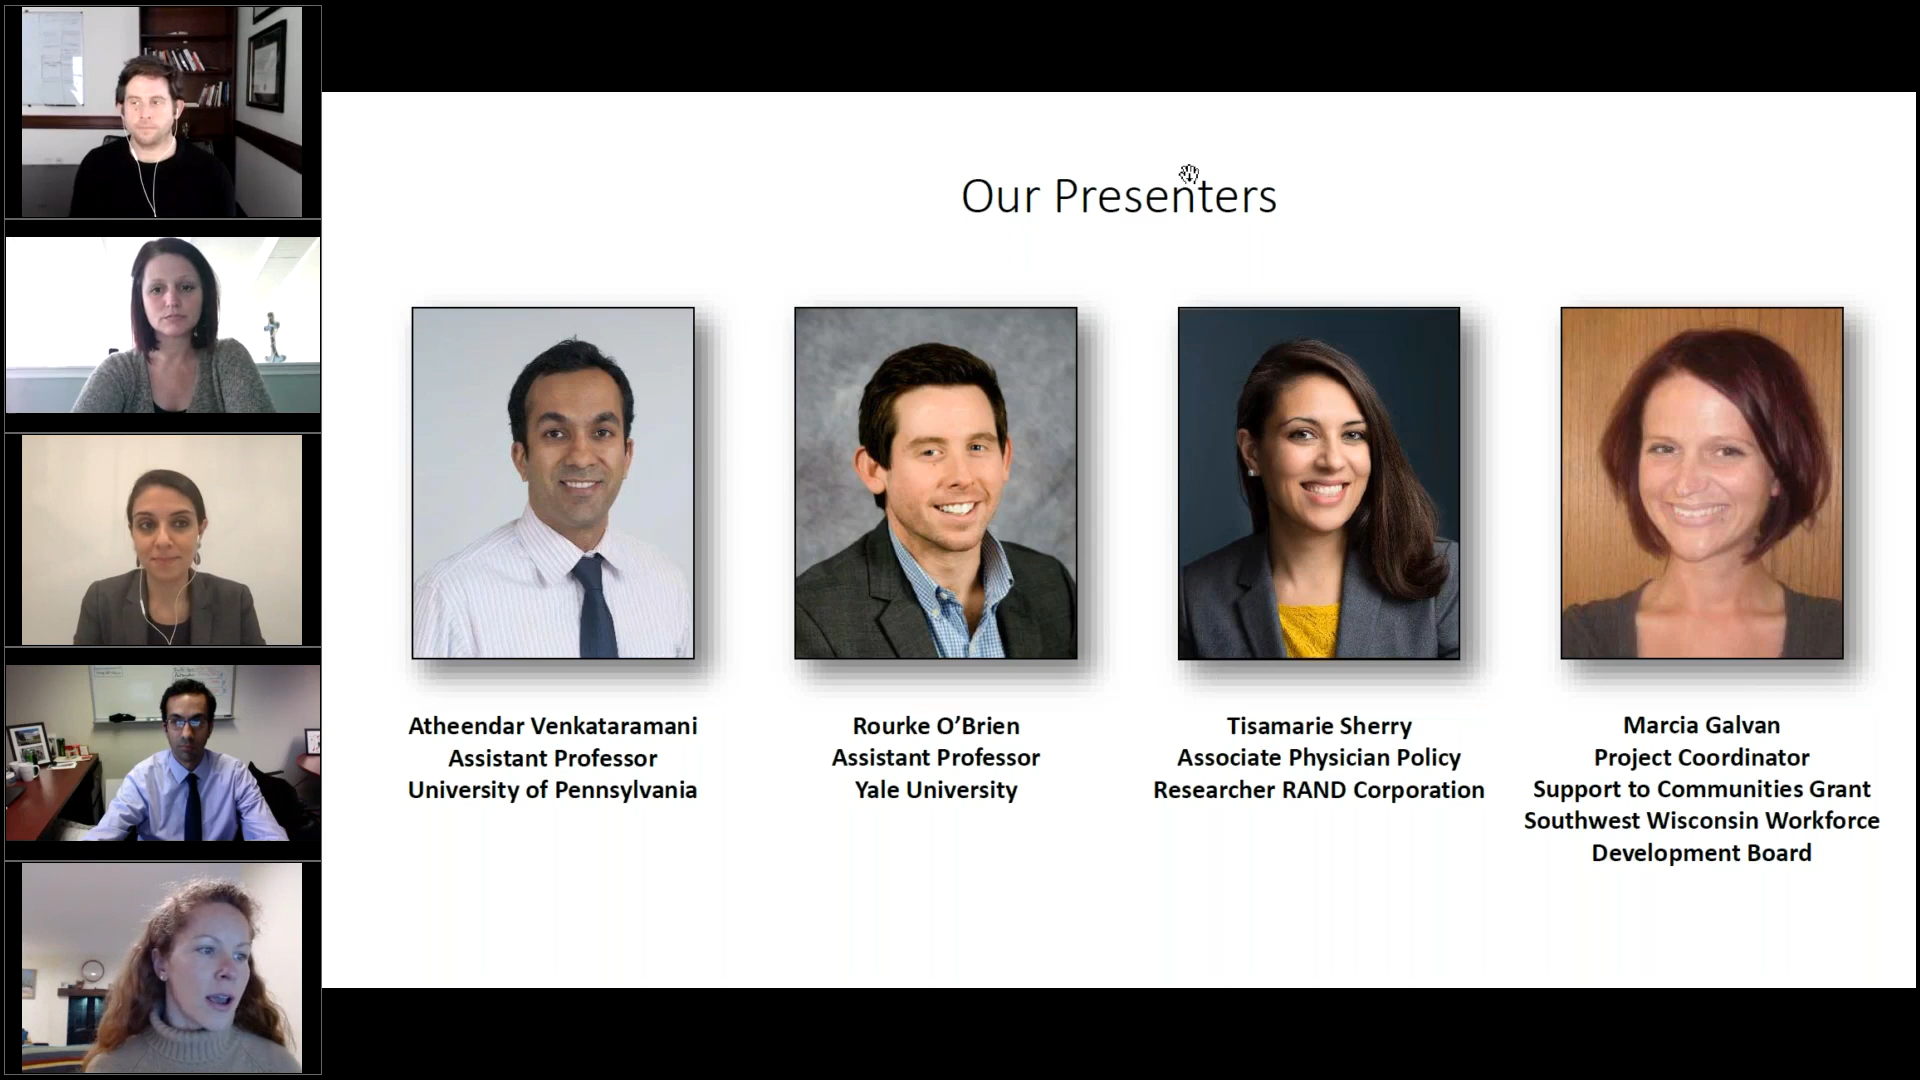 Our Presenters
Atheendar Venkataramani
Assistant Professor
University of Pennsylvania
Rourke O’Brien
Assistant Professor
Yale University
Tisamarie Sherry
Associate Physician Policy
Researcher RAND Corporation
Marcia Galvan
Project Coordinator
Support to Communities Grant
Southwest Wisconsin Workforce
Development Board